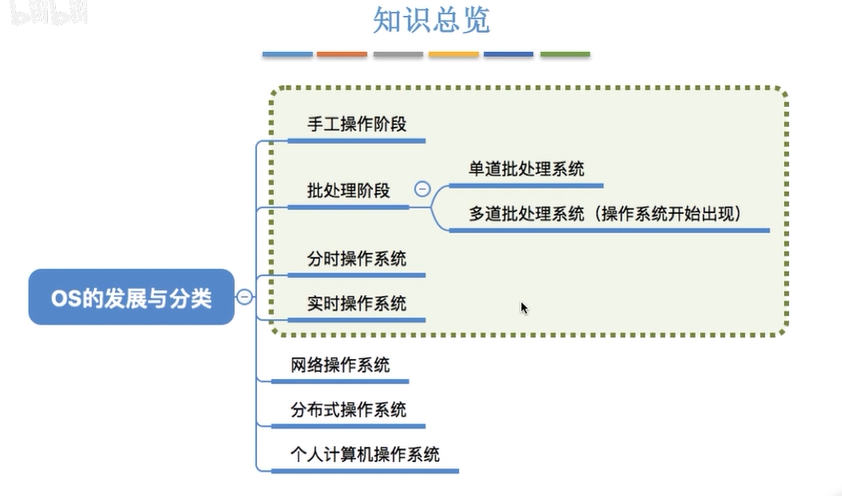 bilibili
知识总览
手工操作阶段
批处理阶段
单道批处理系统
多道批处理系统（操作系统开始出现）
分时操作系统
OS的发展与分类
实时操作系统
网络操作系统
分布式操作系统
个人计算机操作系统